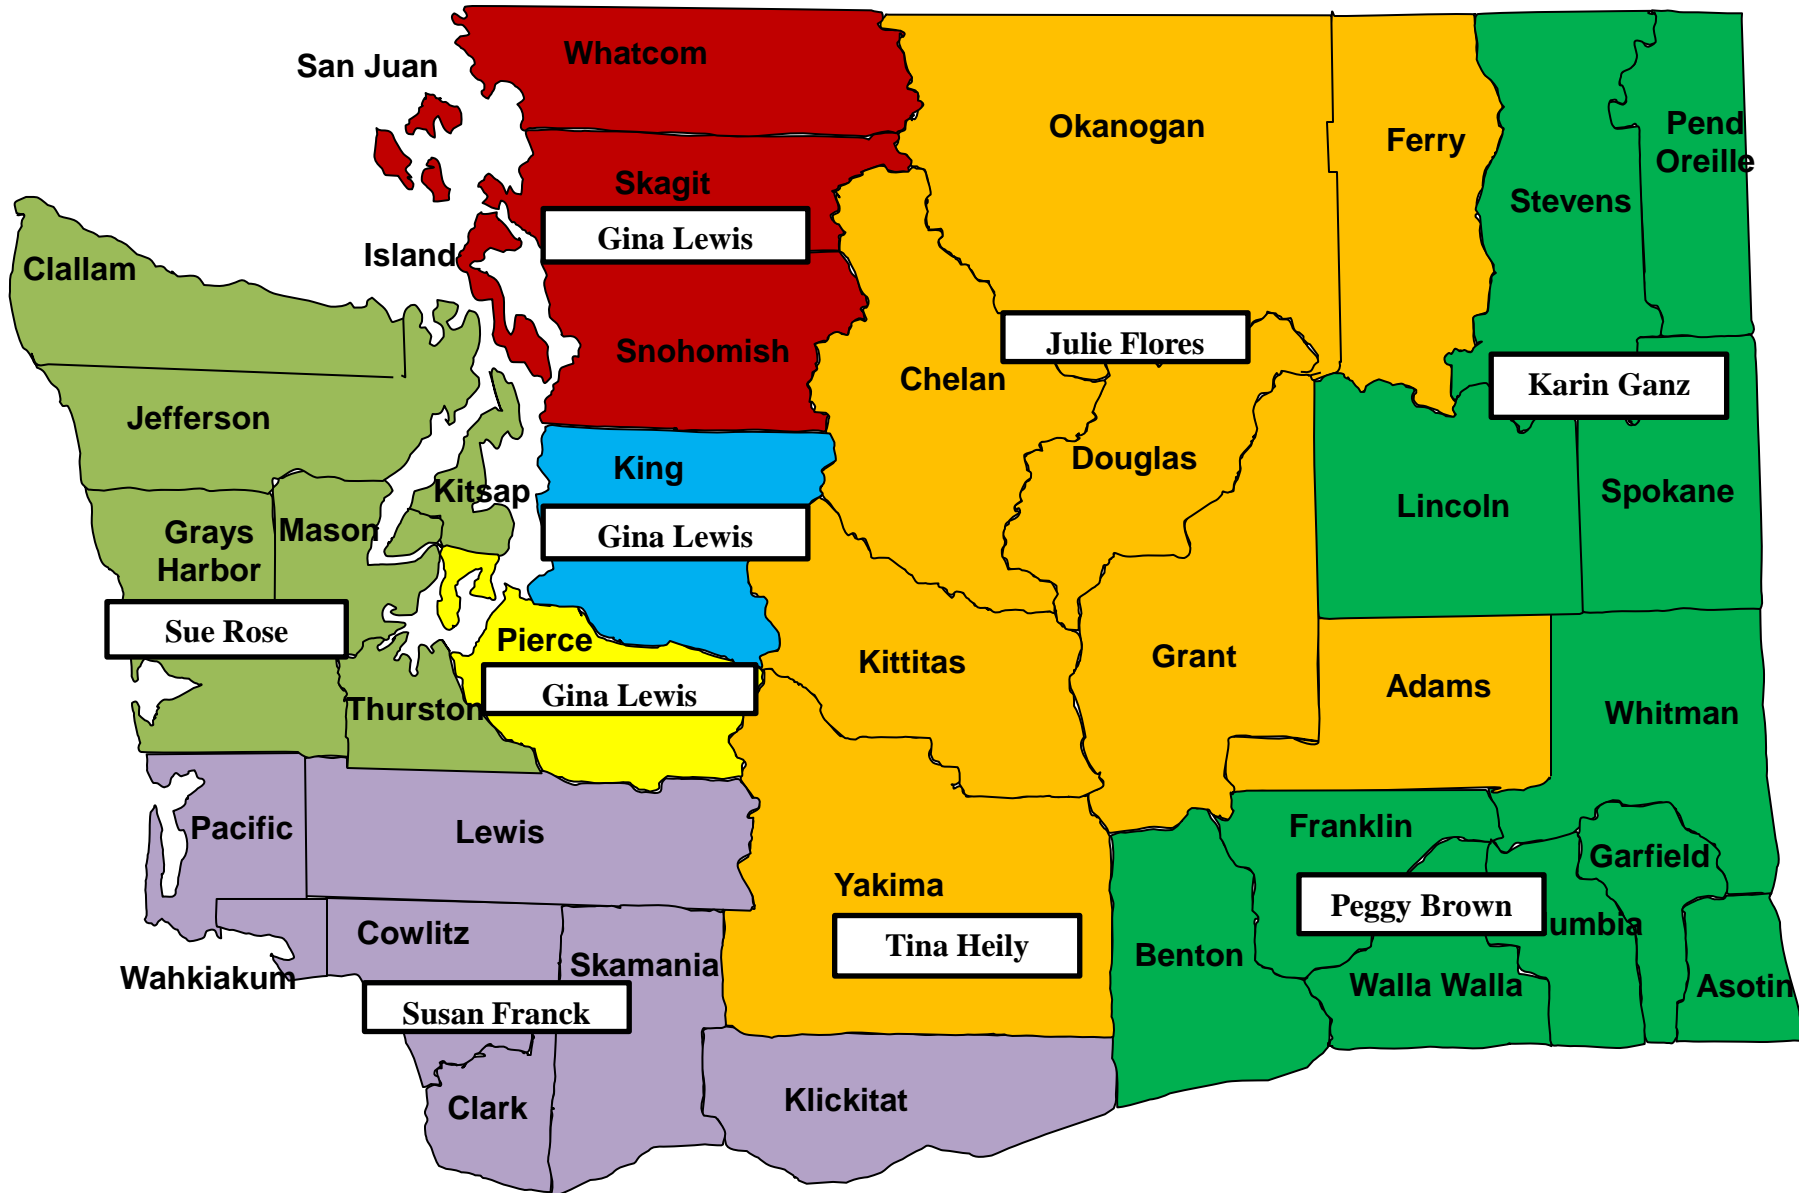 Whatcom
San Juan
Okanogan
Ferry
Pend
Oreille
Skagit
Stevens
Gina Lewis
Island
Clallam
Julie Flores
Snohomish
Chelan
Karin Ganz
Jefferson
Douglas
King
Kitsap
Spokane
Lincoln
Grays
Harbor
Mason
Gina Lewis
Sue Rose
Pierce
Kittitas
Grant
Adams
Gina Lewis
Thurston
Whitman
Pacific
Lewis
Franklin
Garfield
Yakima
Peggy Brown
umbia
Cowlitz
Tina Heily
Benton
Skamania
Wahkiakum
Walla Walla
Asotin
Susan Franck
Klickitat
Clark